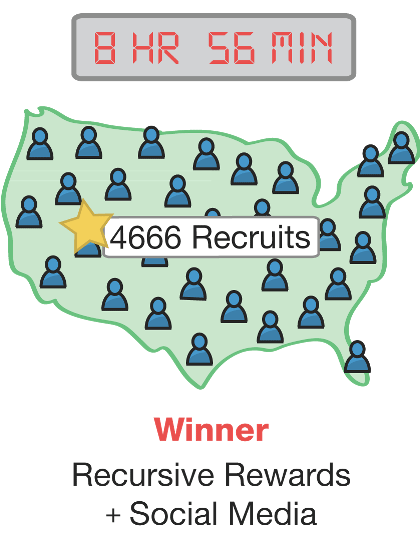 8 HR 56 MIN
4666 Recruits
Winner
Recursive Rewards
+ Social Media